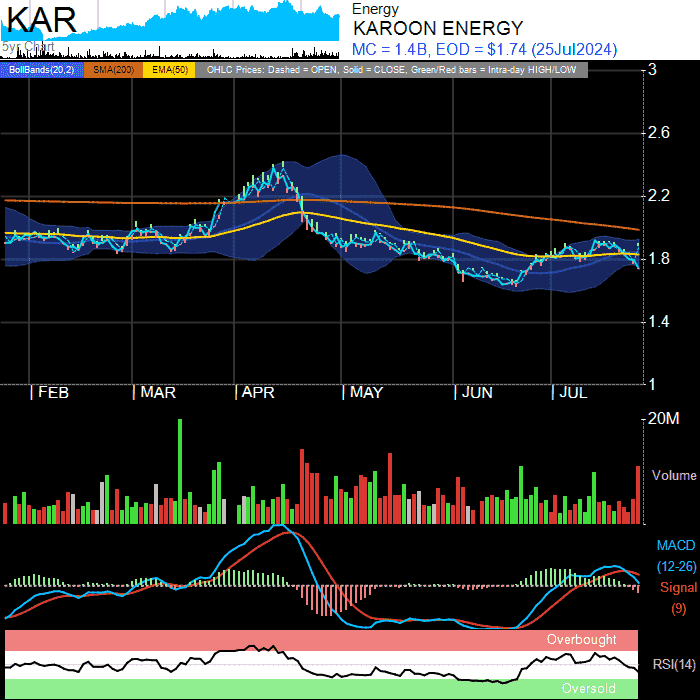 KAR
5yrs Chart
Energy
KAROON ENERGY
MC = 1.4B, EOD = $1.74 (25Jul2024)
BollBands(20,2) SMA(200) EMA(50) OHLC Prices: Dashed = OPEN, Solid = CLOSE, Green/Red bars = Intra-day HIGH/LOW
3
2.6
2.2
1.8
1.4
1
| FEB | MAR | APR | MAY | JUN | JUL
20M
Volume
MACD
(12-26)
Signal
(9)
Overbought
RSI(14)
Oversold